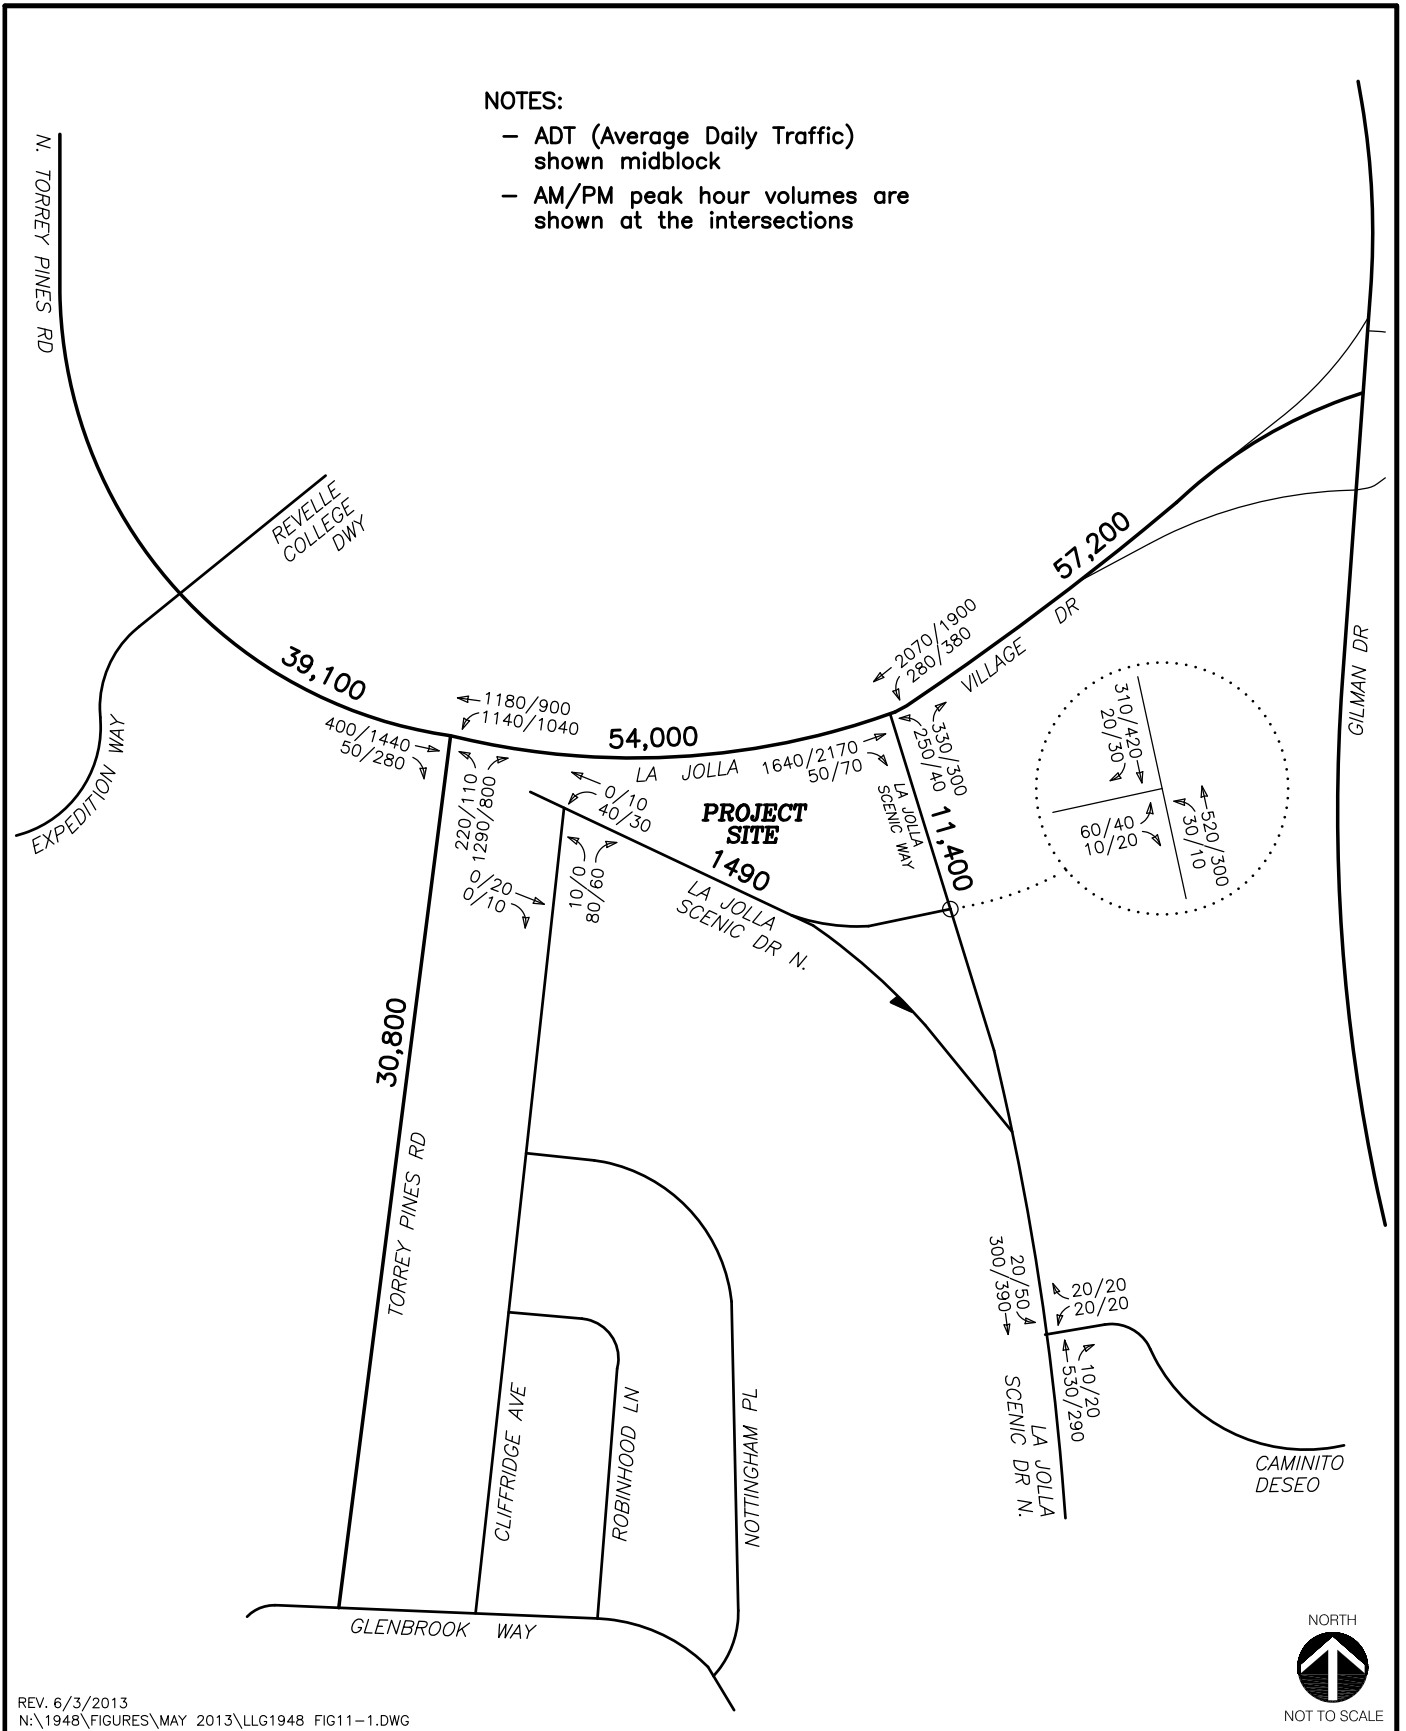 NOTES:
– ADT (Average Daily Traffic)
shown midblock
– AM/PM peak hour volumes are
shown at the intersections
N. TORREY PINES RD
REVELLE
COLLEGE
DWY
EXPEDITION WAY
39,100
400/1440
50/280
1180/900
1140/1040
220/110
1290/800
54,000
LA JOLLA
VILLAGE
DR
57,200
2070/1900
280/380
1640/2170
50/70
330/300
250/40
LA JOLLA
SCENIC WAY
11,400
GILMAN DR
310/420
20/30
60/40
10/20
520/300
30/10
0/10
40/30
PROJECT
SITE
1490
LA JOLLA
SCENIC DR N.
0/20
0/10
10/0
80/60
30,800
TORREY PINES RD
CLIFFRIDGE AVE
ROBINHOOD LN
NOTTINGHAM PL
20/50
300/390
20/20
20/20
10/20
530/290
LA JOLLA
SCENIC DR N.
CAMINITO
DESEO
GLENBROOK WAY
NORTH
NOT TO SCALE
REV. 6/3/2013
N:\1948\FIGURES\MAY 2013\LLG1948 FIG11-1.DWG